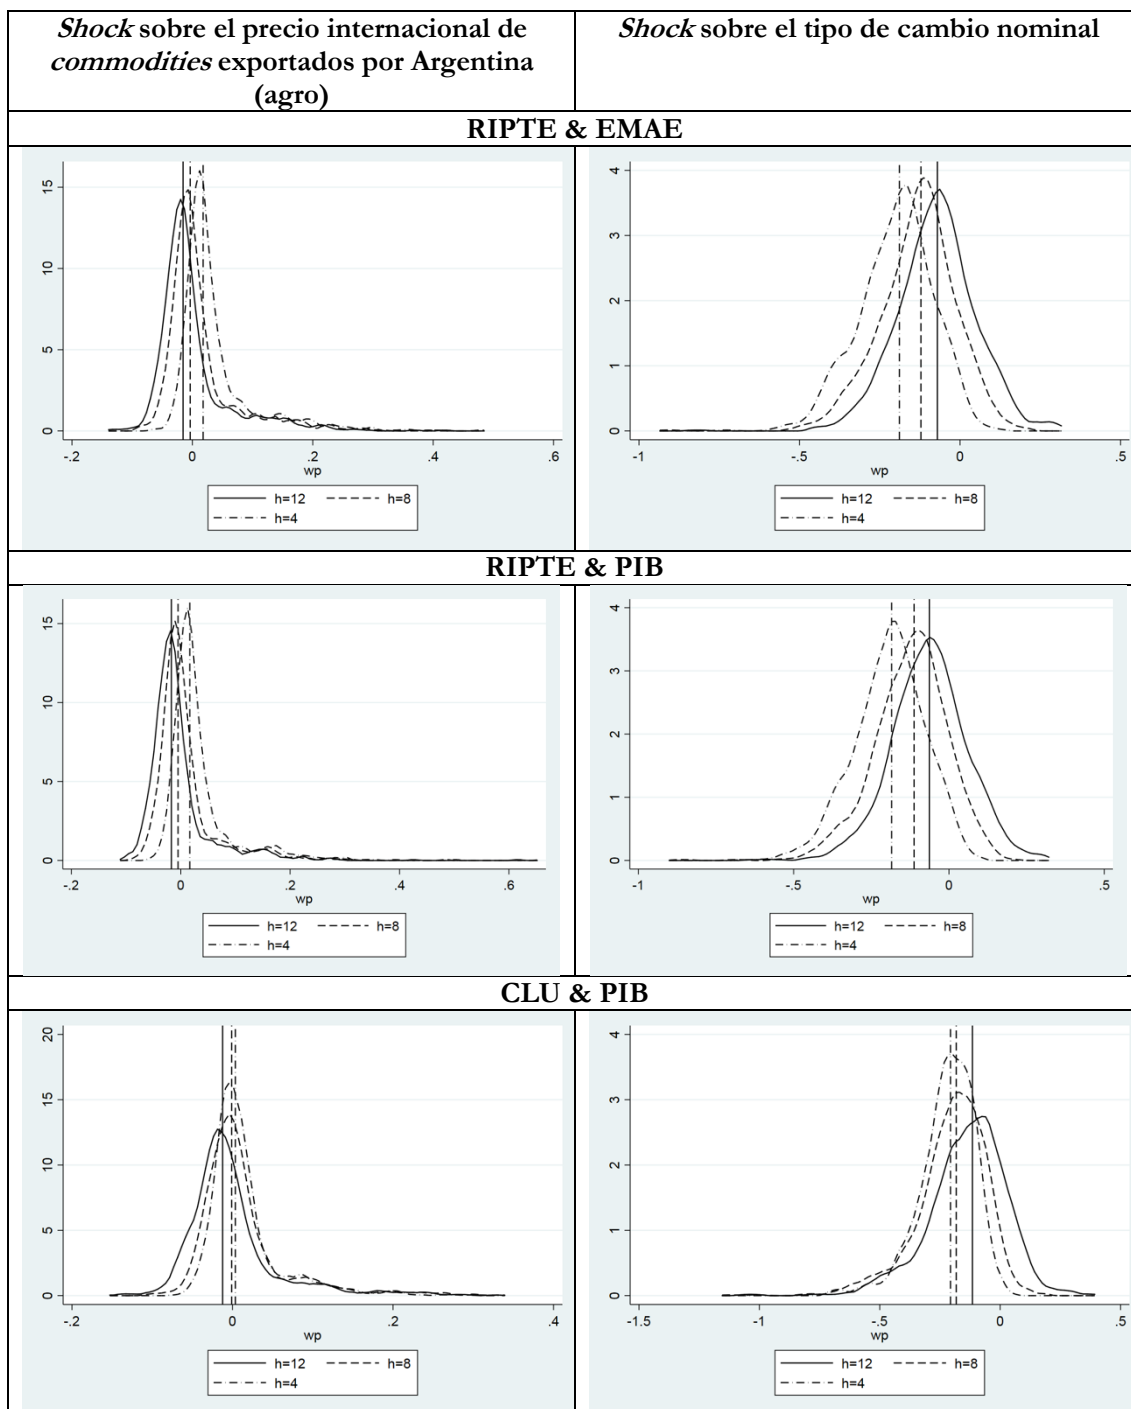 Shock sobre el precio internacional de
commodities exportados por Argentina
(agro)
Shock sobre el tipo de cambio nominal
RIPTE & EMAE
15
10
5
0
-.2 0 .2 .4 .6
wp
h=12 h=8
h=4
4
3
2
1
0
-1 -.5 0 .5
wp
h=12 h=8
h=4
RIPTE & PIB
15
10
5
0
-.2 0 .2 .4 .6
wp
h=12 h=8
h=4
4
3
2
1
0
-1 -.5 0 .5
wp
h=12 h=8
h=4
CLU & PIB
20
15
10
5
0
-.2 0 .2 .4
wp
h=12 h=8
h=4
4
3
2
1
0
-1.5 -1 -.5 0 .5
wp
h=12 h=8
h=4